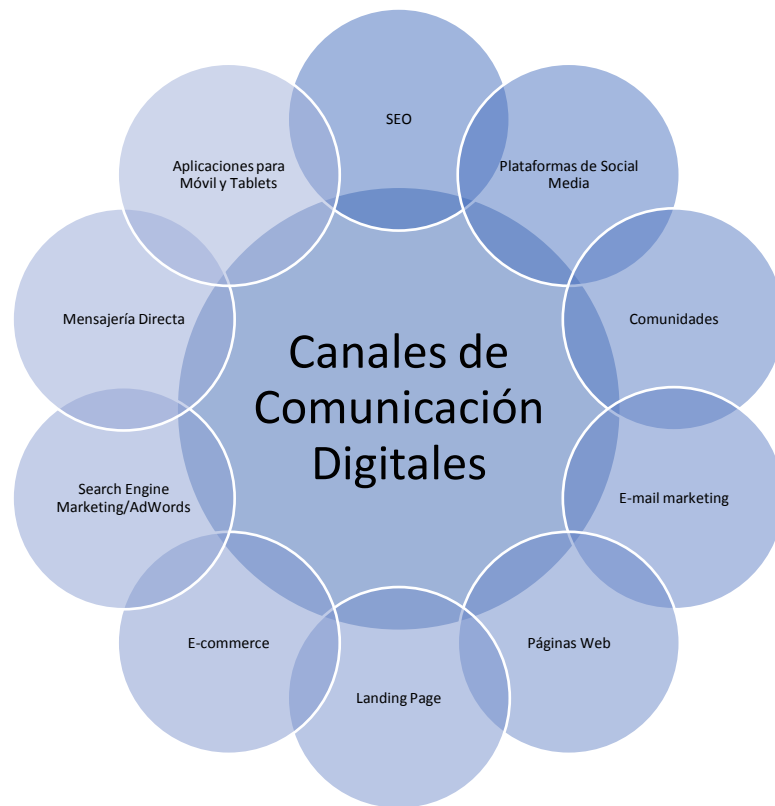 SEO
Plataformas de Social
Media
Comunidades
E-mail marketing
Páginas Web
Landing Page
E-commerce
Search Engine
Marketing/AdWords
Mensajería Directa
Aplicaciones para
Móvil y Tablets
Canales de
Comunicación
Digitales